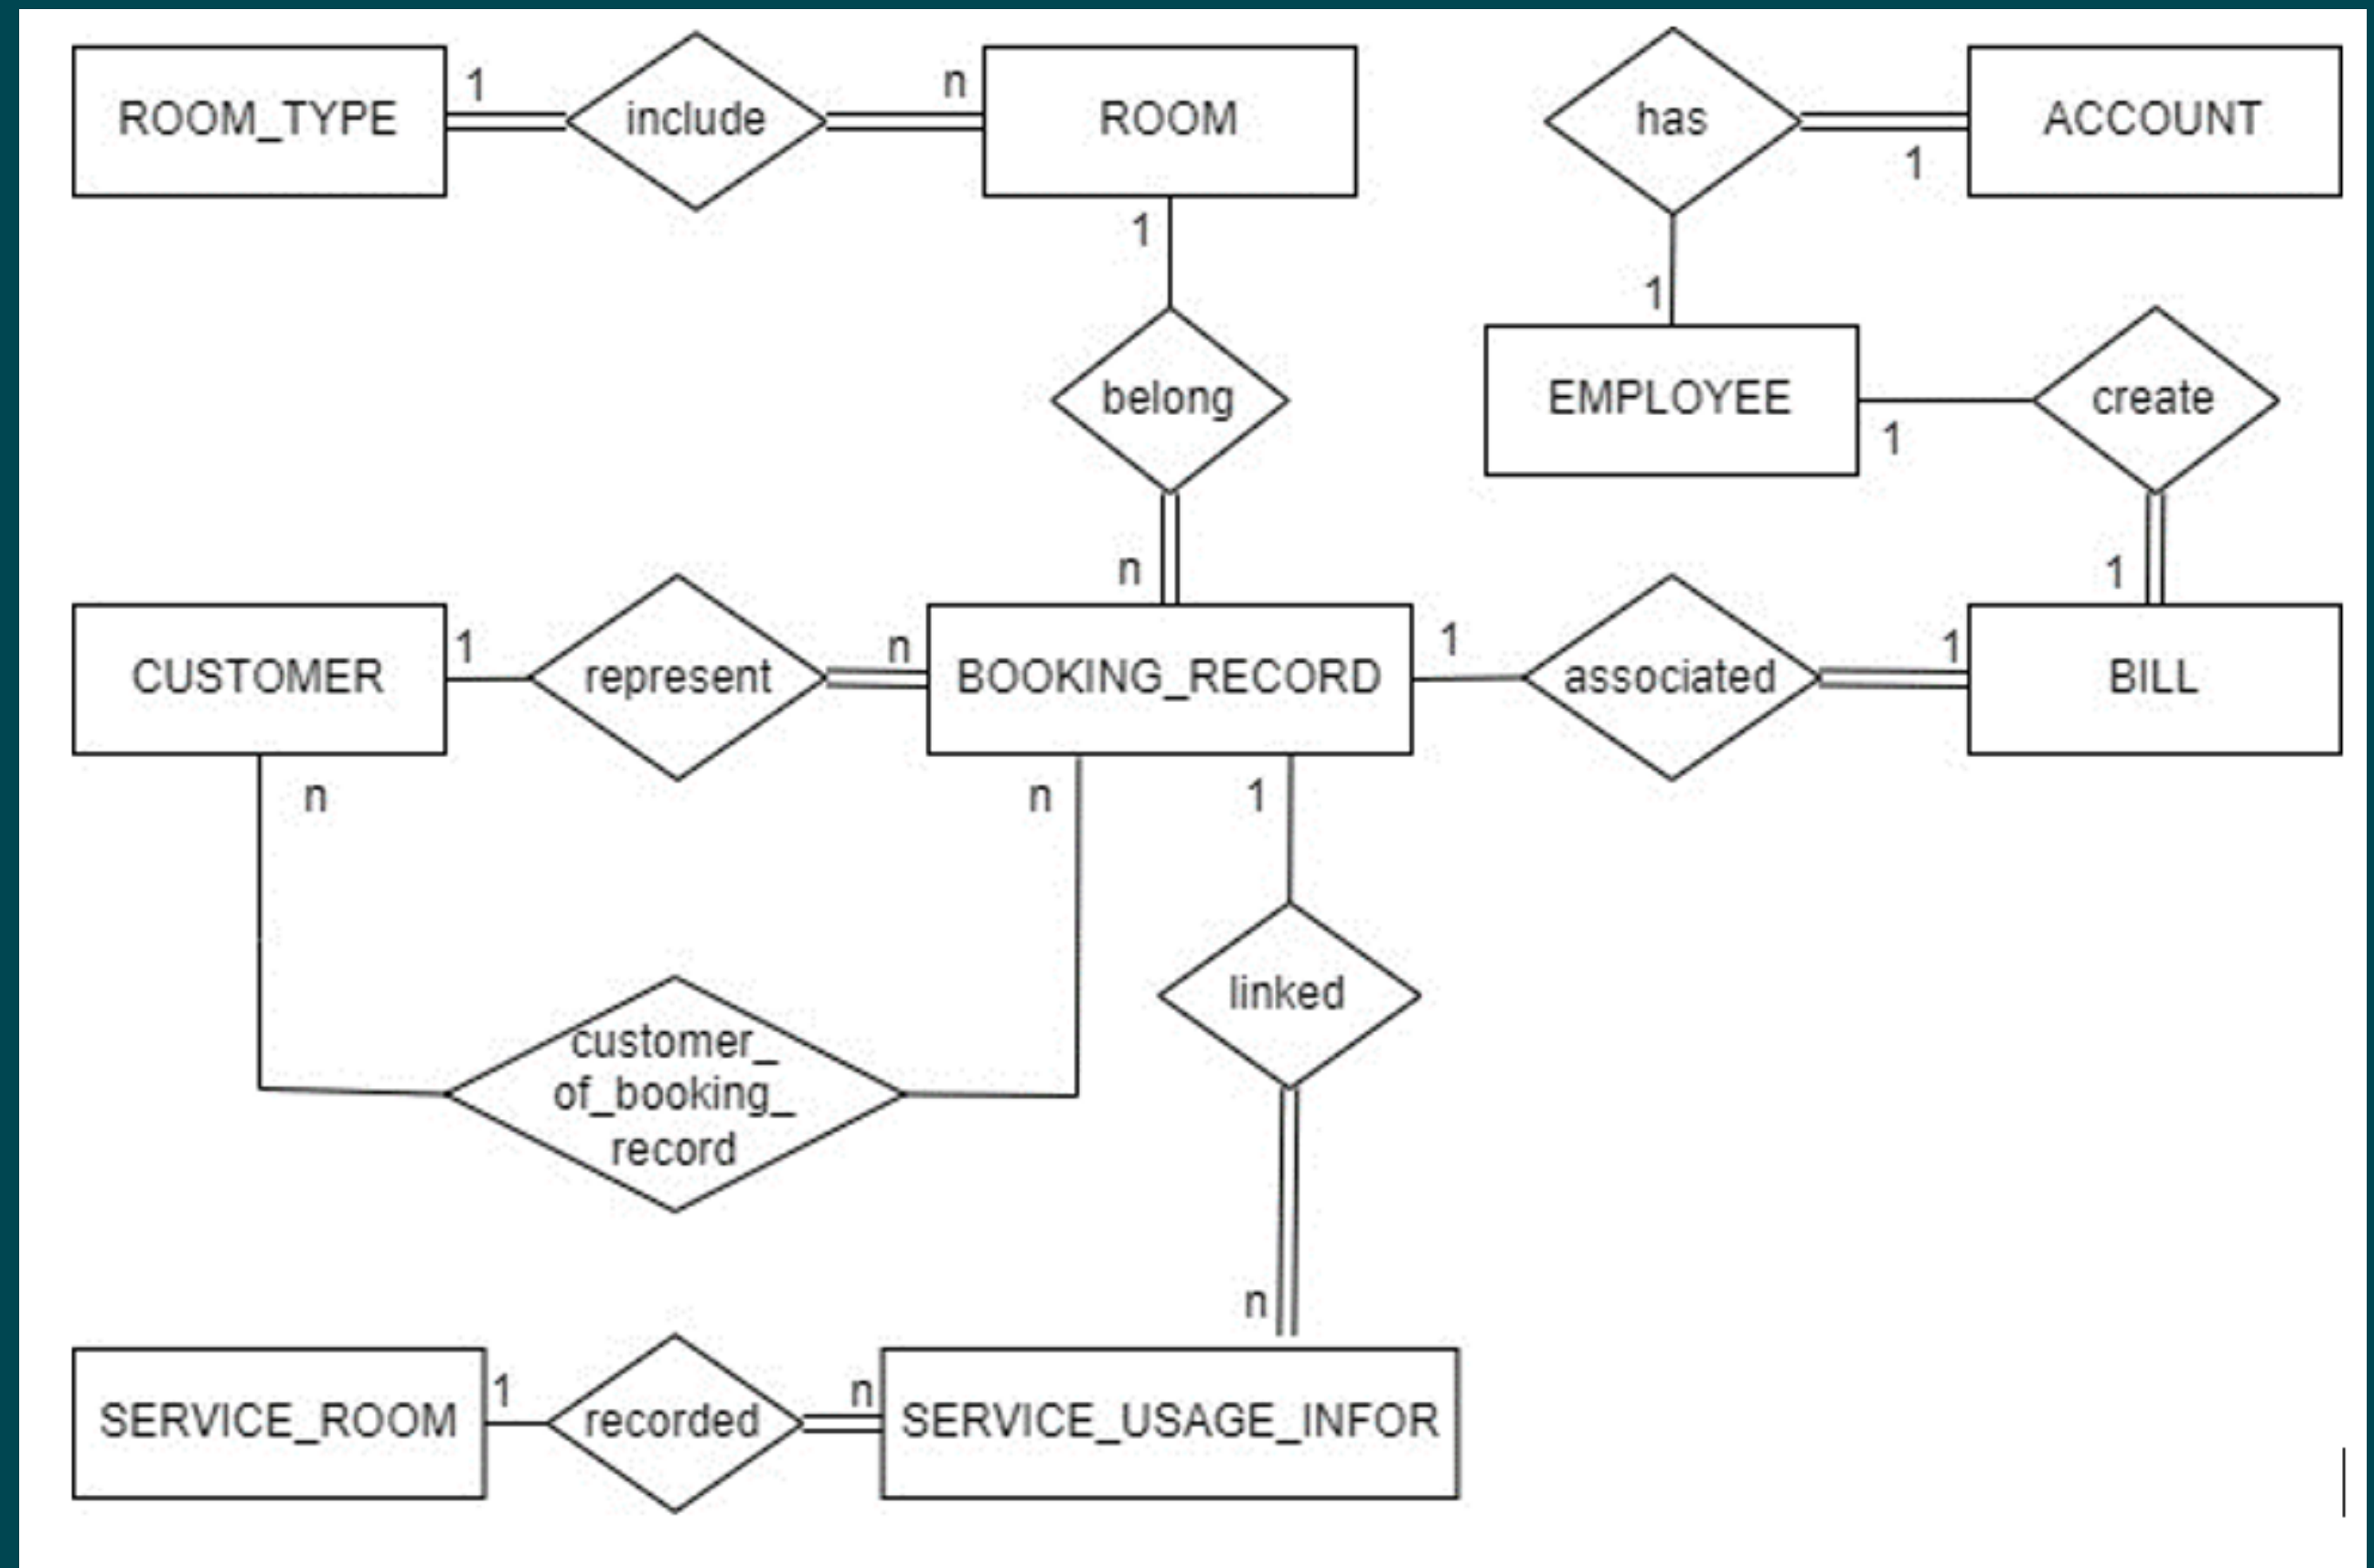 ROOM_TYPE
1
include
n
ROOM
has
1
ACCOUNT
1
1
belong
EMPLOYEE
1
create
n
1
CUSTOMER
1
represent
n
BOOKING_RECORD
1
associated
1
BILL
n
n
1
linked
customer_
of_booking_
record
n
SERVICE_ROOM
1
recorded
n
SERVICE_USAGE_INFOR